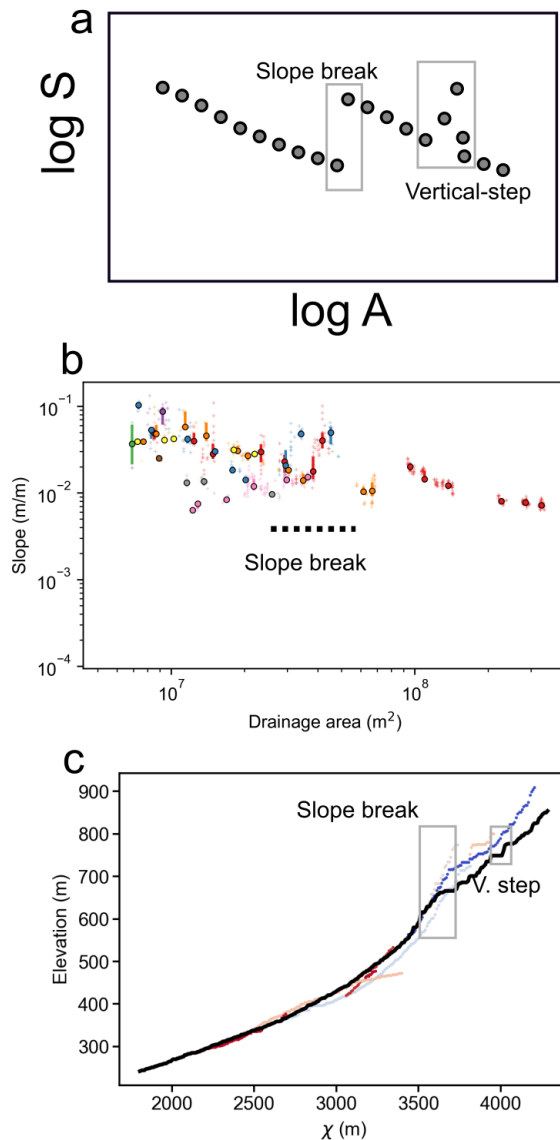 a
log S
Slope break
Vertical-step
log A
b
10⁻¹
10⁻²
10⁻³
10⁻⁴
Slope (m/m)
Slope break
10⁷
10⁸
Drainage area (m²)
c
900
800
700
600
500
400
300
Elevation (m)
Slope break
V. step
2000 2500 3000 3500 4000
χ (m)